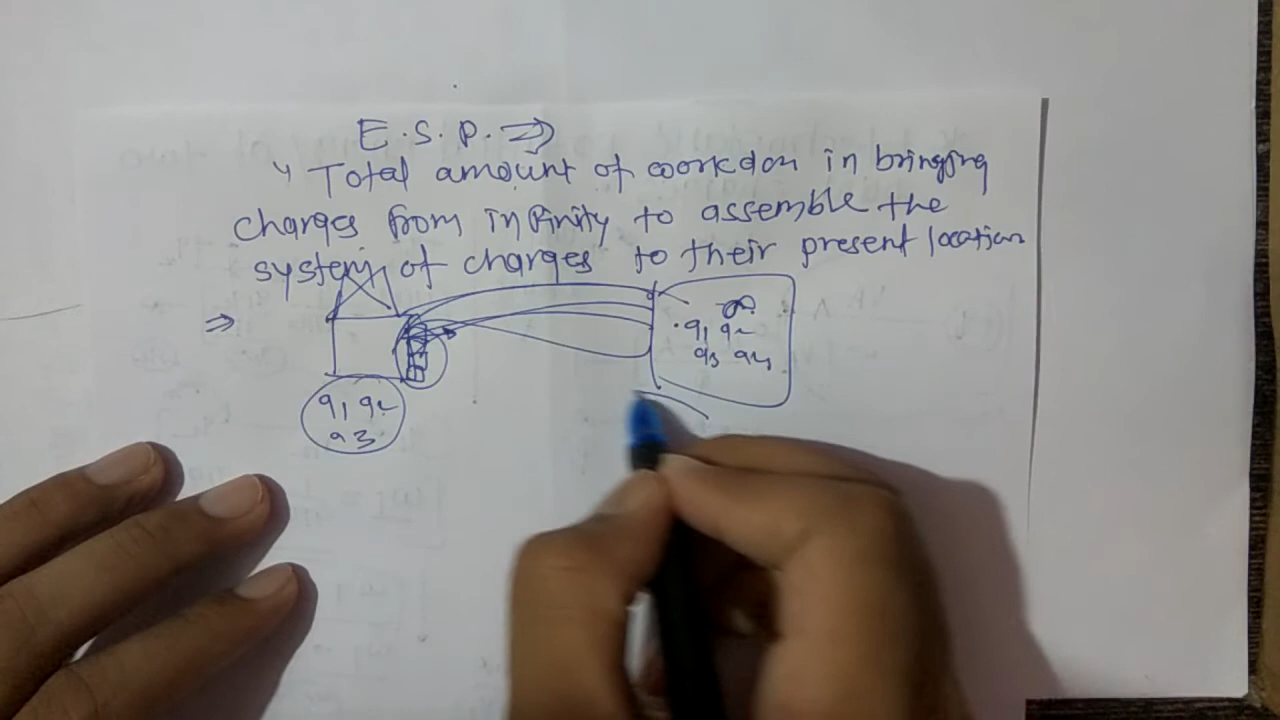 E.S.P. ⇒
Total amount of workdon in bringing
charges from infinity to assemble the
system of charges to their present location
⇒
q1 q2
q3 q4
q1 q2
q3